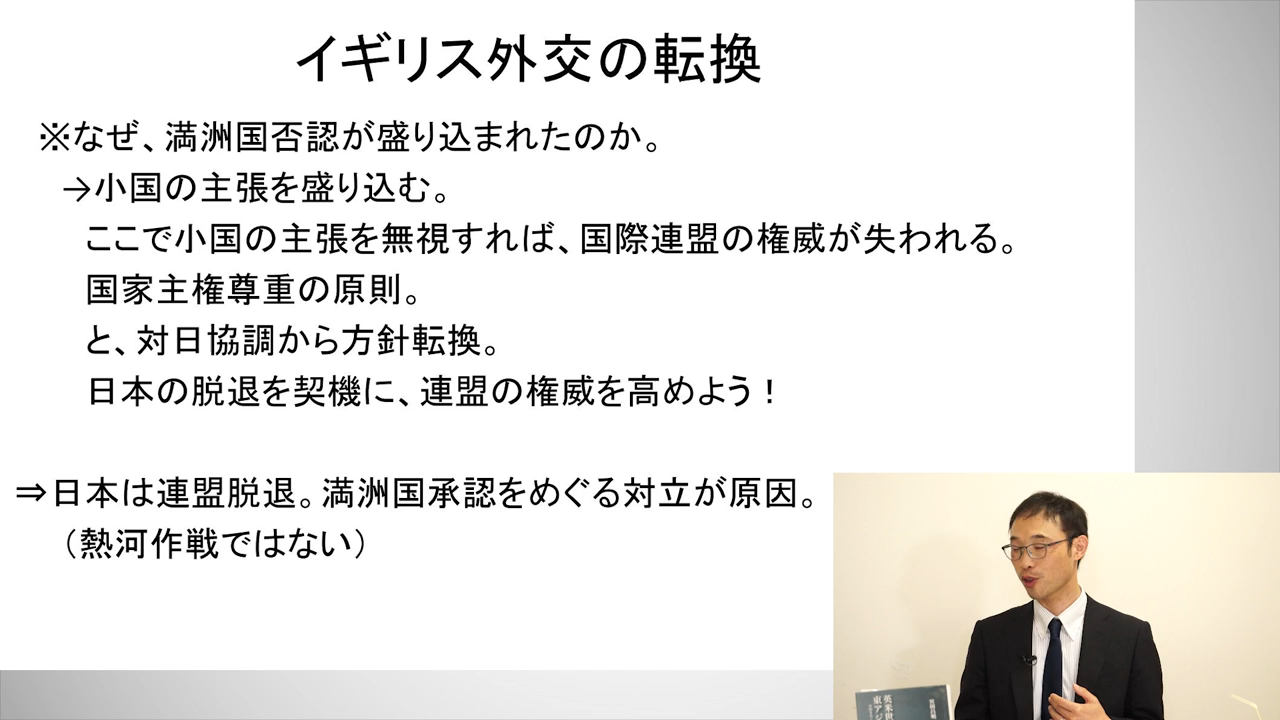 イギリス外交の転換
※なぜ、満洲国否認が盛り込まれたのか。
→小国の主張を盛り込む。
ここで小国の主張を無視すれば、国際連盟の権威が失われる。
国家主権尊重の原則。
と、対日協調から方針転換。
日本の脱退を契機に、連盟の権威を高めよう！
⇒日本は連盟脱退。満洲国承認をめぐる対立が原因。
（熱河作戦ではない）
英米世
東アジ